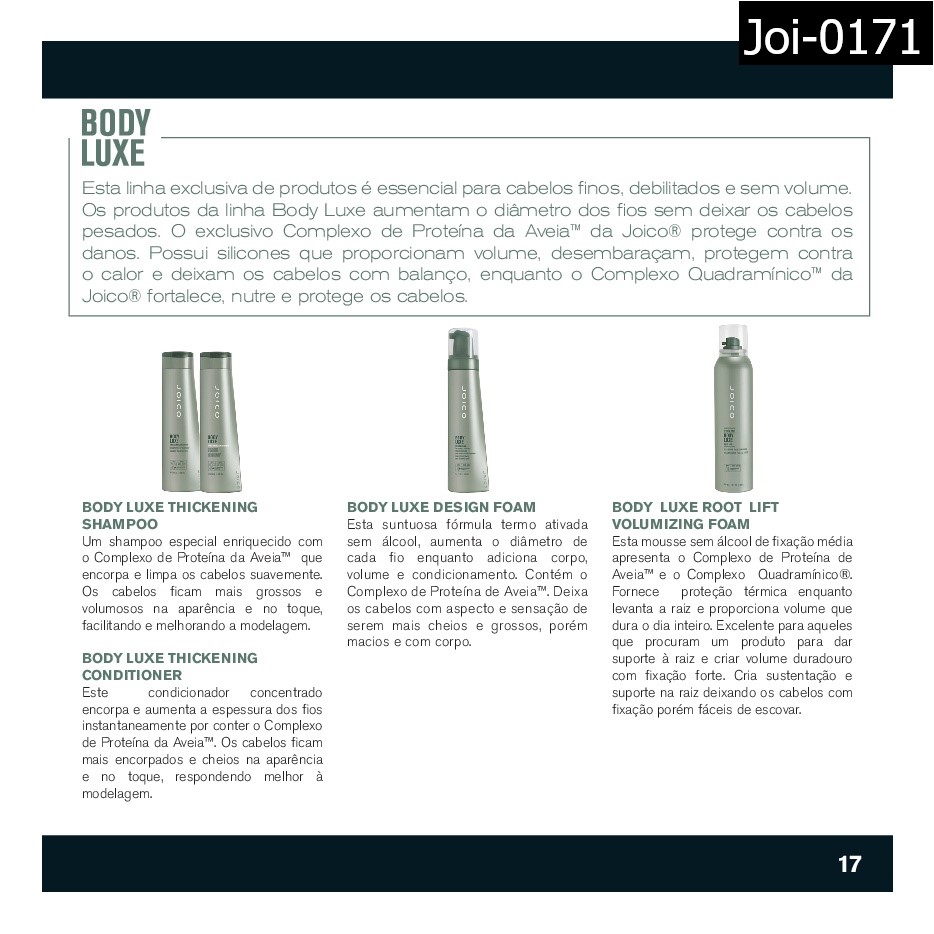 Joi-0171
BODY
LUXE
Esta linha exclusiva de produtos é essencial para cabelos finos, debilitados e sem volume.
Os produtos da linha Body Luxe aumentam o diâmetro dos fios sem deixar os cabelos
pesados. O exclusivo Complexo de Proteína da Aveia™ da Joico® protege contra os
danos. Possui silicones que proporcionam volume, desembaraçam, protegem contra
o calor e deixam os cabelos com balanço, enquanto o Complexo Quadramínico™ da
Joico® fortalece, nutre e protege os cabelos.
JOICO
BODY
LUXE
JOICO
BODY
LUXE
JOICO
BODY
LUXE
JOICO
BODY
LUXE
BODY LUXE THICKENING
SHAMPOO
Um shampoo especial enriquecido com
o Complexo de Proteína da Aveia™ que
encorpa e limpa os cabelos suavemente.
Os cabelos ficam mais grossos e
volumosos na aparência e no toque,
facilitando e melhorando a modelagem.
BODY LUXE THICKENING
CONDITIONER
Este condicionador concentrado
encorpa e aumenta a espessura dos fios
instantaneamente por conter o Complexo
de Proteína da Aveia™. Os cabelos ficam
mais encorpados e cheios na aparência
e no toque, respondendo melhor à
modelagem.
BODY LUXE DESIGN FOAM
Esta suntuosa fórmula termo ativada
sem álcool, aumenta o diâmetro de
cada fio enquanto adiciona corpo,
volume e condicionamento. Contém o
Complexo de Proteína de Aveia™. Deixa
os cabelos com aspecto e sensação de
serem mais cheios e grossos, porém
macios e com corpo.
BODY LUXE ROOT LIFT
VOLUMIZING FOAM
Esta mousse sem álcool de fixação média
apresenta o Complexo de Proteína de
Aveia™ e o Complexo Quadramínico®.
Fornece proteção térmica enquanto
levanta a raiz e proporciona volume que
dura o dia inteiro. Excelente para aqueles
que procuram um produto para dar
suporte à raiz e criar volume duradouro
com fixação forte. Cria sustentação e
suporte na raiz deixando os cabelos com
fixação porém fáceis de escovar.
17